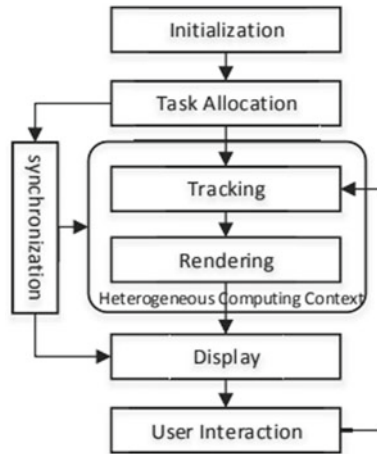 Initialization
Task Allocation
synchronization
Tracking
Rendering
Heterogeneous Computing Context
Display
User Interaction